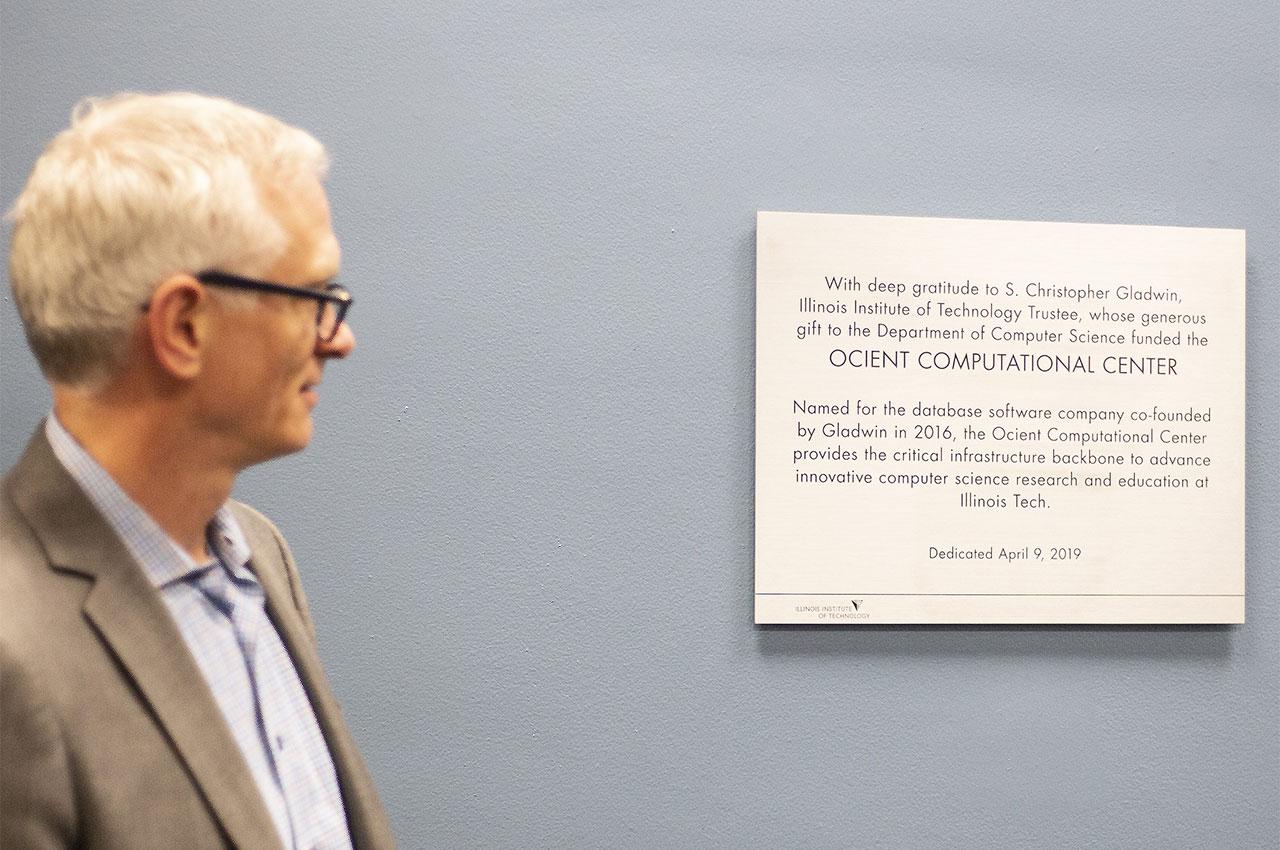 With deep gratitude to S. Christopher Gladwin,
Illinois Institute of Technology Trustee, whose generous
gift to the Department of Computer Science funded the
OCIENT COMPUTATIONAL CENTER
Named for the database software company co-founded
by Gladwin in 2016, the Ocient Computational Center
provides the critical infrastructure backbone to advance
innovative computer science research and education at
Illinois Tech.
Dedicated April 9, 2019
ILLINOIS INSTITUTE
OF TECHNOLOGY